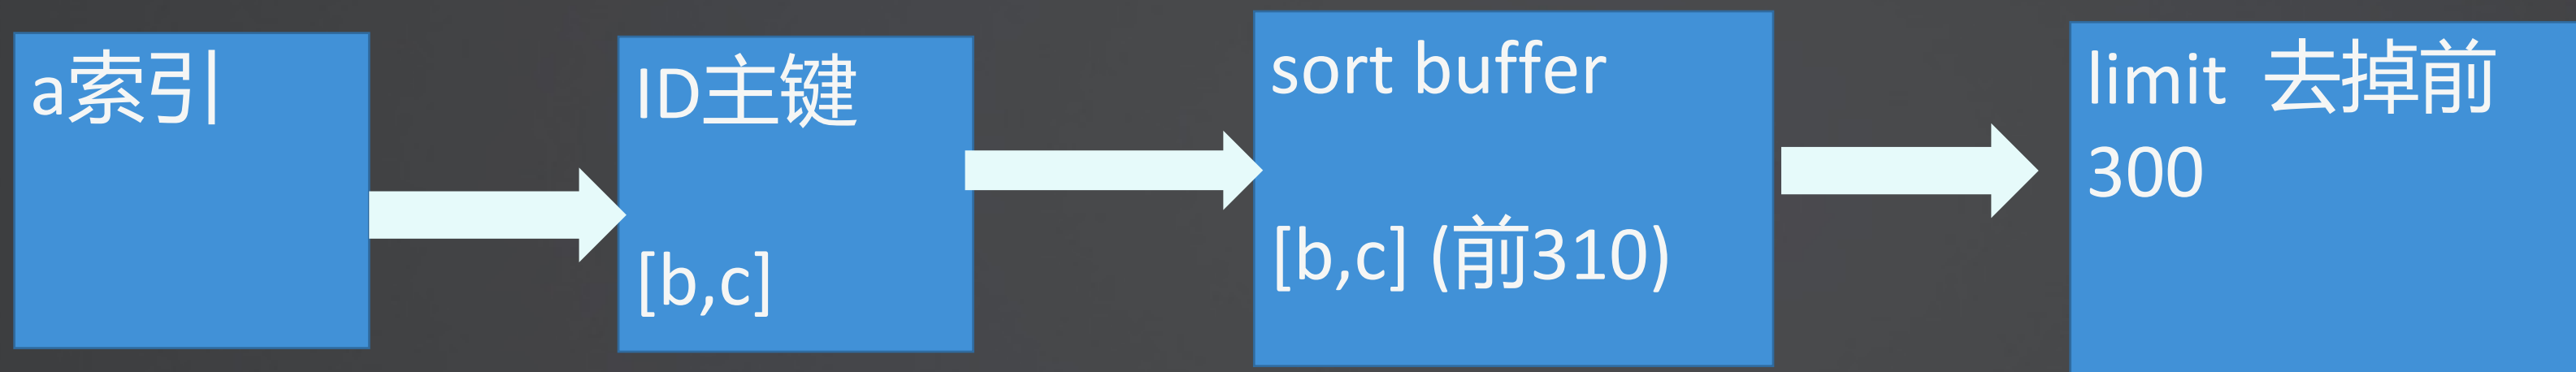 a索引
ID主键
[b,c]
sort buffer
[b,c] (前310)
limit  去掉前
300